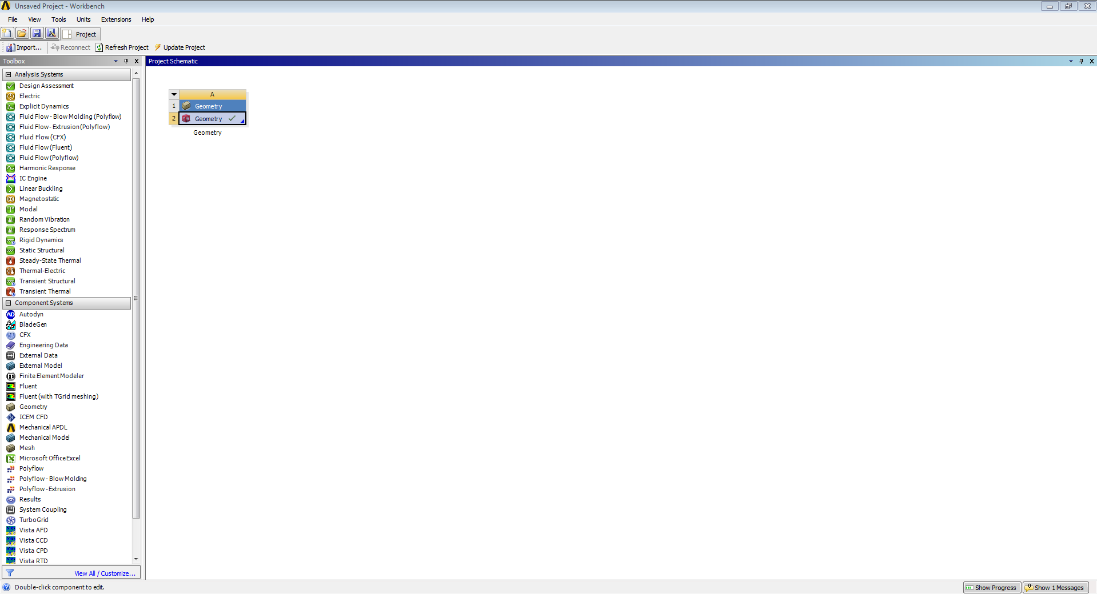 Unsaved Project - Workbench
File View Tools Units Extensions Help
Project
Import... Reconnect Refresh Project Update Project
Toolbox
Project Schematic
Analysis Systems
Design Assessment
Electric
Explicit Dynamics
Fluid Flow - Blow Molding (Polyflow)
Fluid Flow - Extrusion (Polyflow)
Fluid Flow (CFX)
Fluid Flow (Fluent)
Fluid Flow (Polyflow)
Harmonic Response
IC Engine
Linear Buckling
Magnetostatic
Modal
Random Vibration
Response Spectrum
Rigid Dynamics
Static Structural
Steady-State Thermal
Thermal-Electric
Transient Structural
Transient Thermal
Component Systems
Autodyn
BladeGen
CFX
Engineering Data
External Data
External Model
Finite Element Modeler
Fluent
Fluent (with TGrid meshing)
Geometry
ICEM CFD
Mechanical APDL
Mechanical Model
Mesh
Microsoft Office Excel
Polyflow
Polyflow - Blow Molding
Polyflow - Extrusion
Results
System Coupling
TurboGrid
Vista AFD
Vista CCD
Vista CPD
Vista RTD
View All / Customize...
A
1 Geometry
2 Geometry
Geometry
Double-click component to edit.
Show Progress
Show 1 Messages